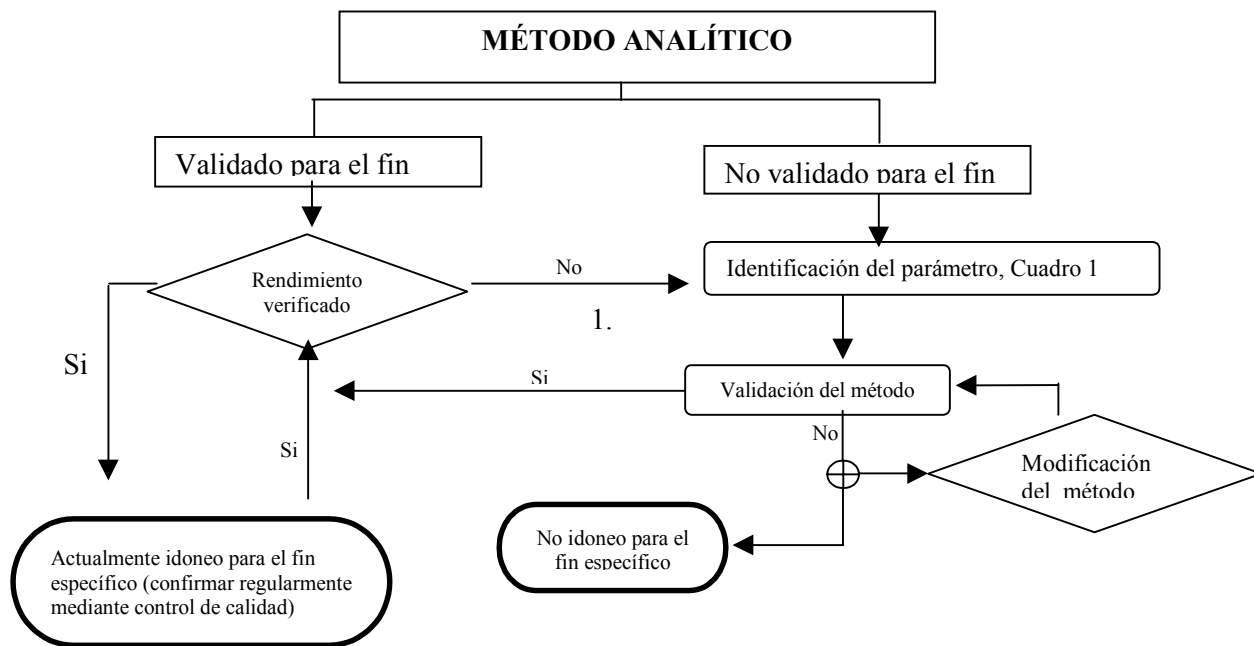 MÉTODO ANALÍTICO
Validado para el fin
No validado para el fin
Rendimiento
verificado
No
Identificación del parámetro, Cuadro 1
1.
Si
Si
Validación del método
Si
No
Modificación
del método
No idoneo para el
fin específico
Actualmente idoneo para el fin
específico (confirmar regularmente
mediante control de calidad)